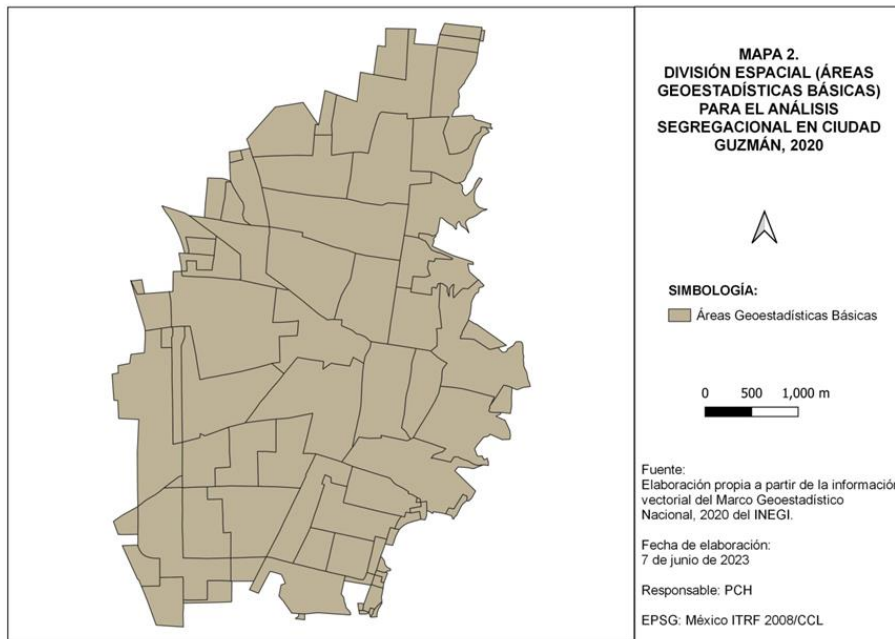 MAPA 2.
DIVISIÓN ESPACIAL (ÁREAS
GEOESTADÍSTICAS BÁSICAS)
PARA EL ANÁLISIS
SEGREGACIONAL EN CIUDAD
GUZMÁN, 2020
SIMBOLOGÍA:
Áreas Geoestadísticas Básicas
0 500 1,000 m
Fuente:
Elaboración propia a partir de la información
vectorial del Marco Geoestadístico
Nacional, 2020 del INEGI.
Fecha de elaboración:
7 de junio de 2023
Responsable: PCH
EPSG: México ITRF 2008/CCL